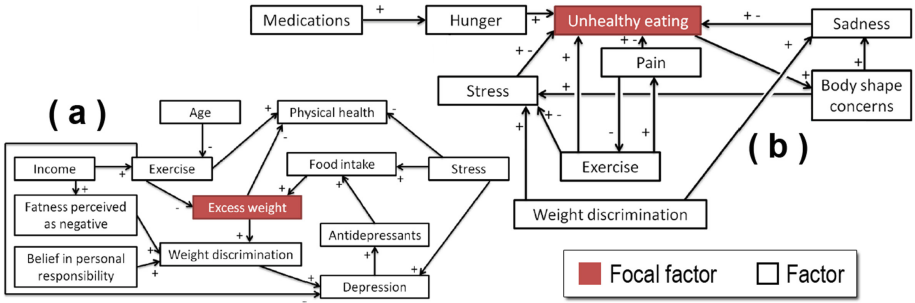 Medications
+
Hunger
+
Unhealthy eating
+ -
Sadness
+ -
+
+ -
Pain
+
+
+
Stress
+
Body shape
concerns
( a )
Age
+
Physical health
-
+ -
-
+
( b )
-
-
Income
+
Exercise
Food intake
+
Stress
Exercise
+
-
Excess weight
+
Fatness perceived
as negative
+
Antidepressants
Weight discrimination
+
Weight discrimination
Belief in personal
responsibility
+
+
+
+
Depression
-
Focal factor
Factor